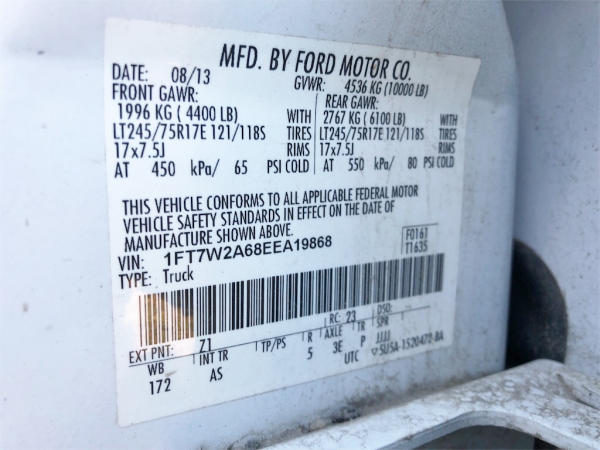 MFD. BY FORD MOTOR CO.
DATE: 08/13 GVWR: 4536 KG (10000 LB)
FRONT GAWR: REAR GAWR:
1996 KG ( 4400 LB) WITH 2767 KG ( 6100 LB) WITH
LT245/75R17E 121/118S TIRES LT245/75R17E 121/118S TIRES
17x7.5J RIMS 17x7.5J RIMS
AT 450 kPa/ 65 PSI COLD AT 550 kPa/ 80 PSI COLD
THIS VEHICLE CONFORMS TO ALL APPLICABLE FEDERAL MOTOR
VEHICLE SAFETY STANDARDS IN EFFECT ON THE DATE OF
MANUFACTURE SHOWN ABOVE.
VIN: 1FT7W2A68EEA19868 F0161
TYPE: Truck T1635
EXT PNT: Z1 RC: 23 DSO:
WB INT TR TP/PS R AXLE TR SPR
172 AS 5 3E P JJJJ
UTC 5U5A-1520472-BA